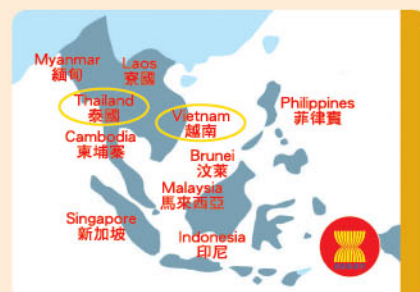 Myanmar
緬甸
Laos
寮國
Thailand
泰國
Vietnam
越南
Philippines
菲律賓
Cambodia
柬埔寨
Brunei
汶萊
Malaysia
馬來西亞
Singapore
新加坡
Indonesia
印尼